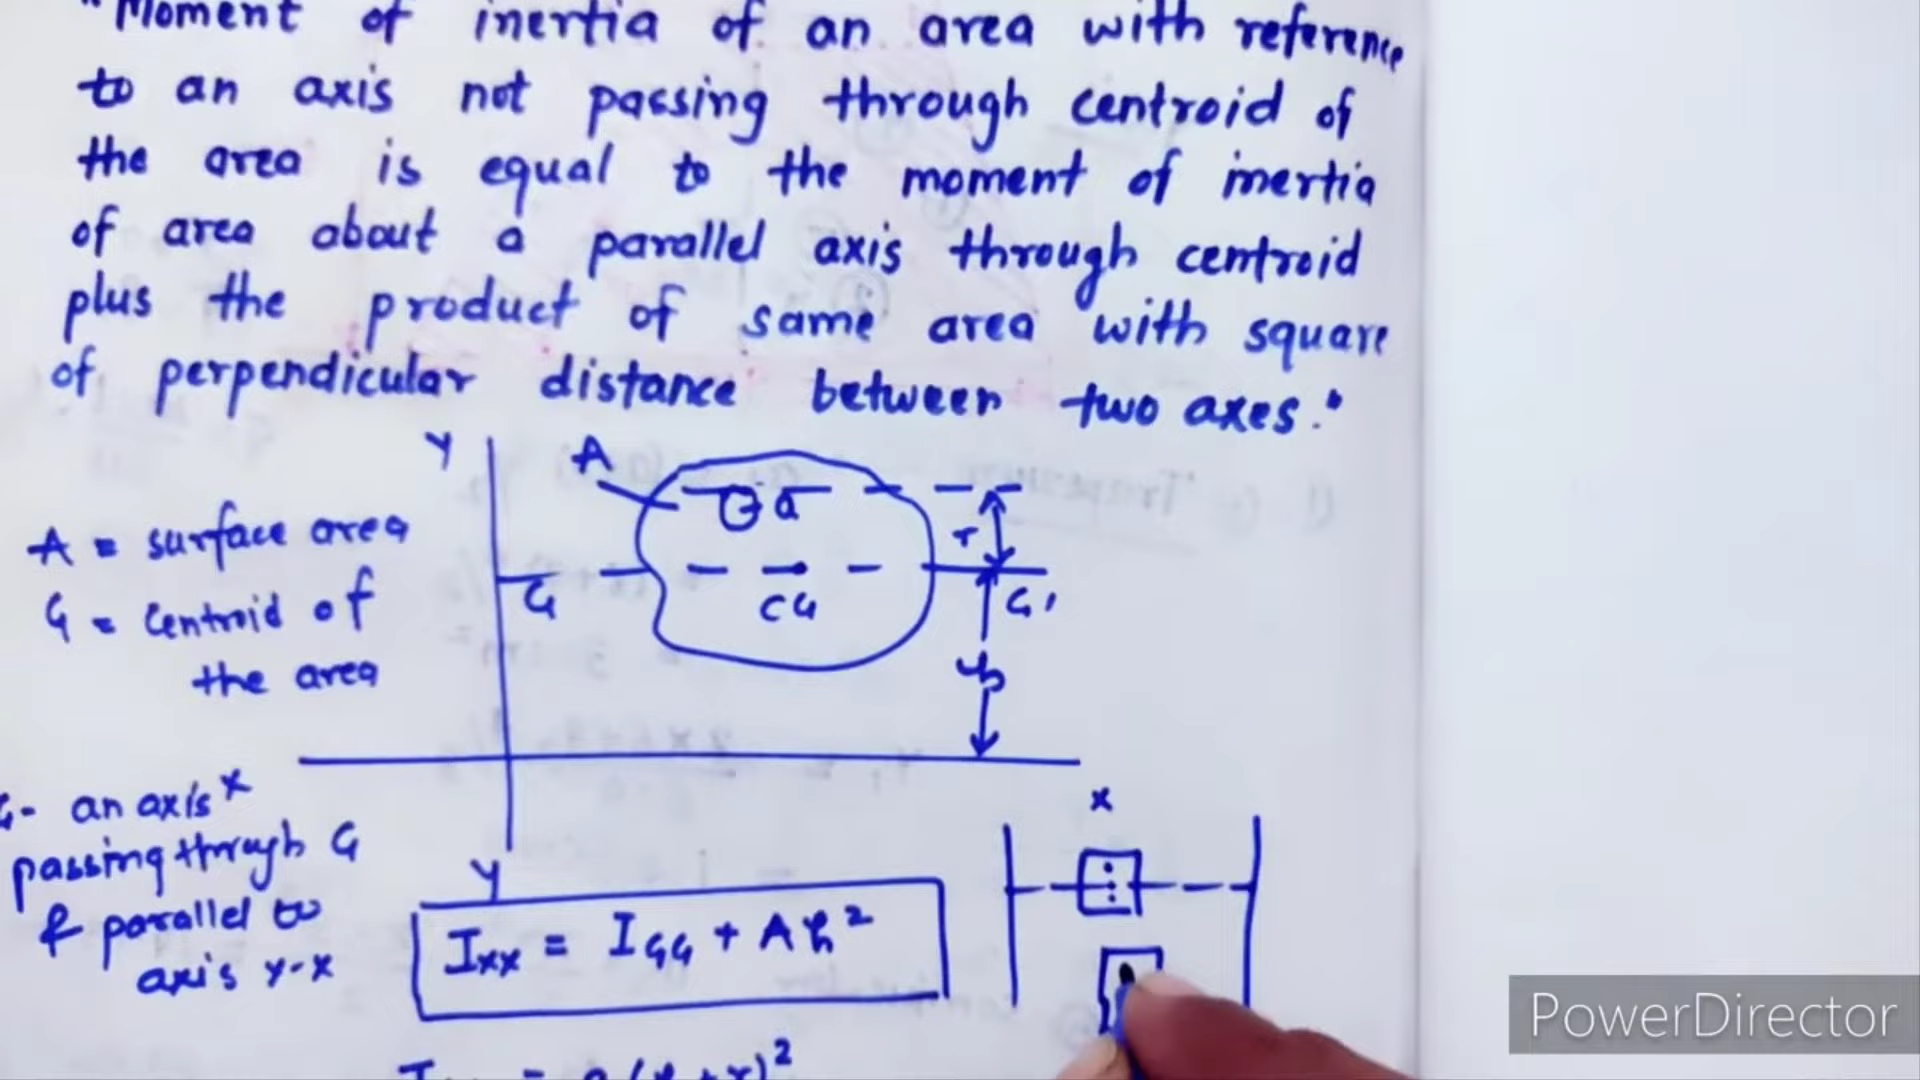 "Moment of inertia of an area with reference
to an axis not passing through centroid of
the area is equal to the moment of inertia
of area about a parallel axis through centroid
plus the product of same area with square
of perpendicular distance between two axes."
Y
A
a
r
A = surface area
G
CG
G'
G = centroid of
the area
h
X
G- an axis
passing through G
& parallel to
axis y-x
x
Y
Ixx = IGG + Ah²
PowerDirector